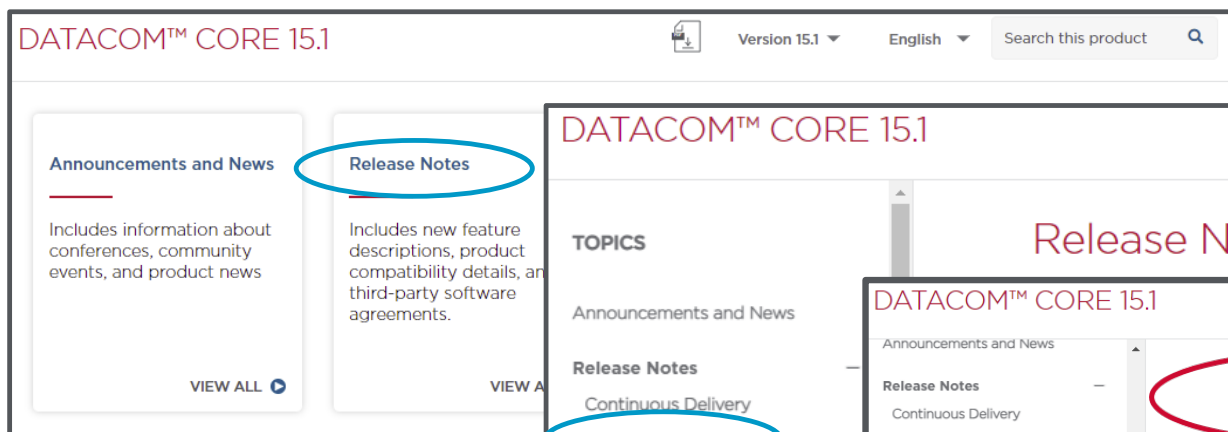 DATACOM™ CORE 15.1
Version 15.1
English
Search this product
Announcements and News
Includes information about
conferences, community
events, and product news
VIEW ALL
Release Notes
Includes new feature
descriptions, product
compatibility details, an
third-party software
agreements.
VIEW A
DATACOM™ CORE 15.1
TOPICS
Announcements and News
Release Notes
Continuous Delivery
Release N
DATACOM™ CORE 15.1
Announcements and News
Release Notes
Continuous Delivery